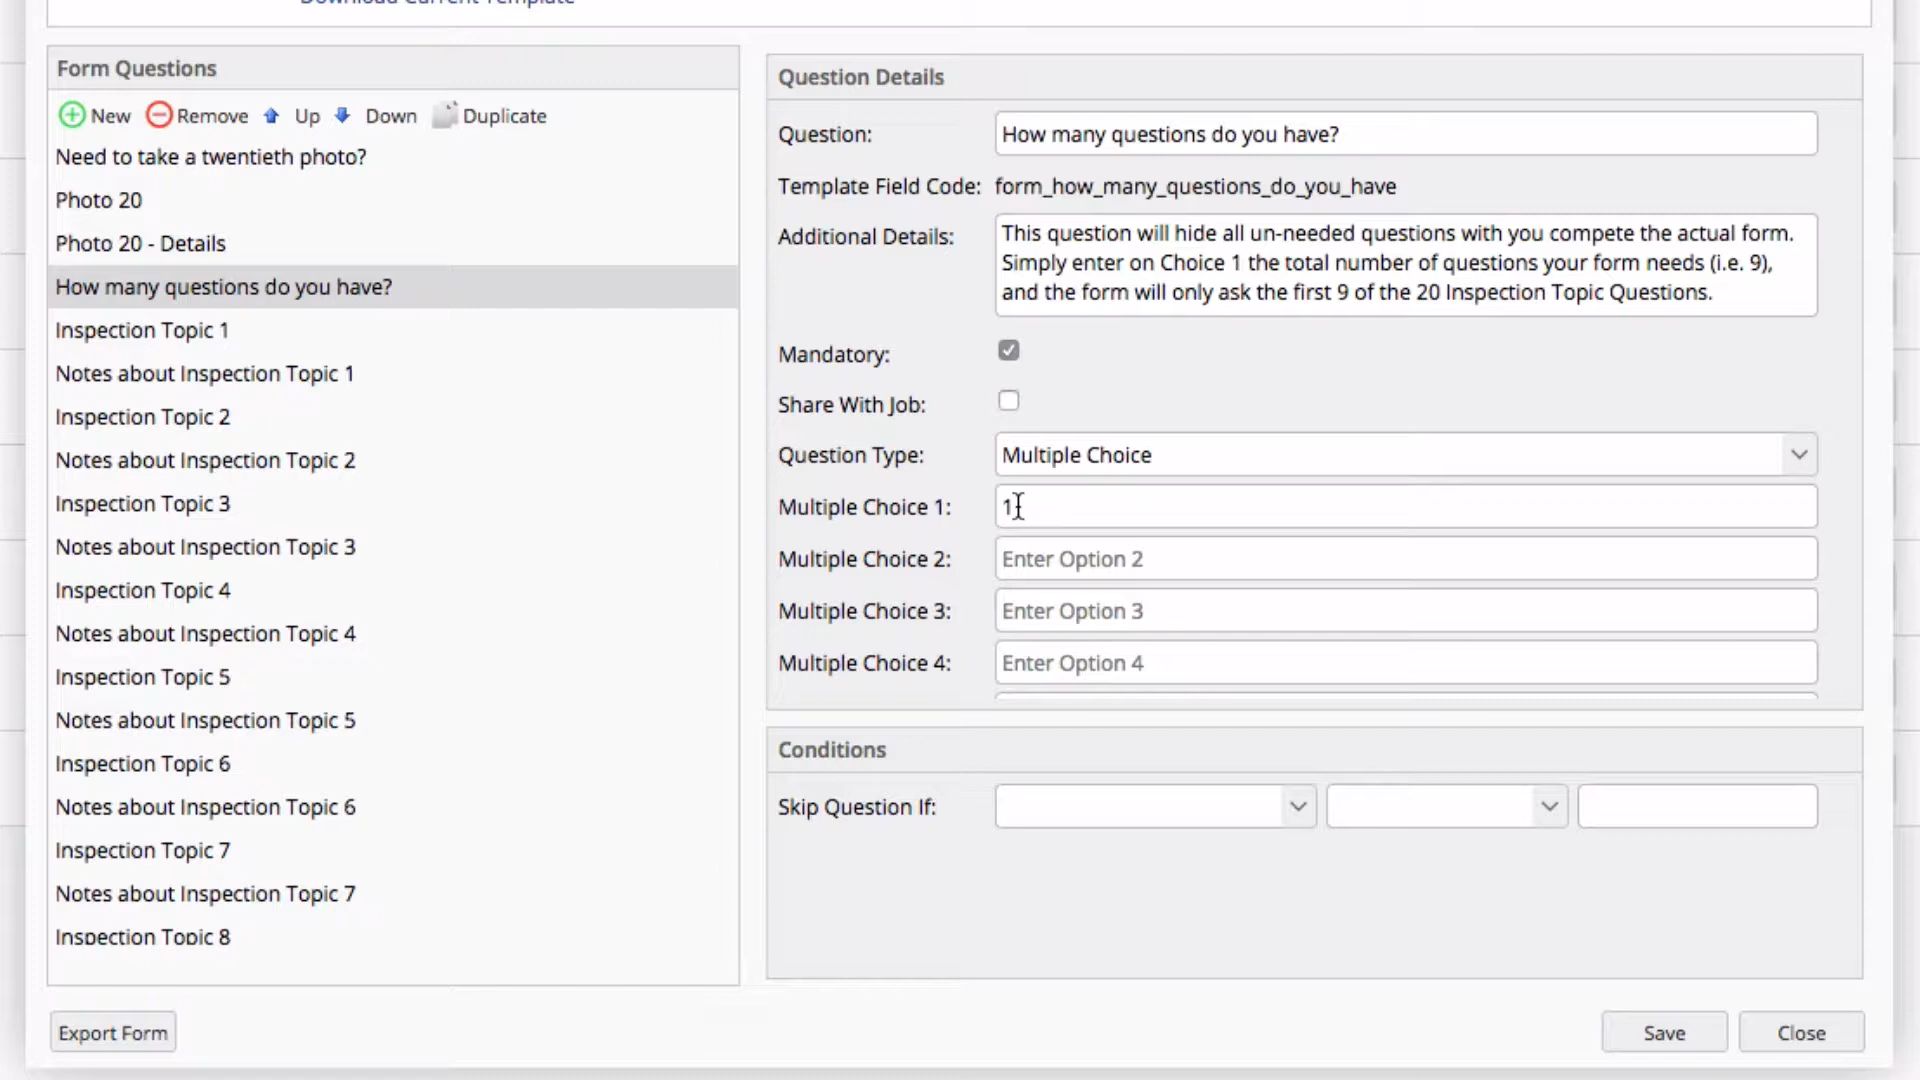 Download Current Template
Form Questions
New Remove Up Down Duplicate
Need to take a twentieth photo?
Photo 20
Photo 20 - Details
How many questions do you have?
Inspection Topic 1
Notes about Inspection Topic 1
Inspection Topic 2
Notes about Inspection Topic 2
Inspection Topic 3
Notes about Inspection Topic 3
Inspection Topic 4
Notes about Inspection Topic 4
Inspection Topic 5
Notes about Inspection Topic 5
Inspection Topic 6
Notes about Inspection Topic 6
Inspection Topic 7
Notes about Inspection Topic 7
Inspection Topic 8
Export Form
Question Details
Question: How many questions do you have?
Template Field Code: form_how_many_questions_do_you_have
Additional Details: This question will hide all un-needed questions with you compete the actual form.
Simply enter on Choice 1 the total number of questions your form needs (i.e. 9),
and the form will only ask the first 9 of the 20 Inspection Topic Questions.
Mandatory:
Share With Job:
Question Type: Multiple Choice
Multiple Choice 1: 1
Multiple Choice 2: Enter Option 2
Multiple Choice 3: Enter Option 3
Multiple Choice 4: Enter Option 4
Conditions
Skip Question If:
Save Close